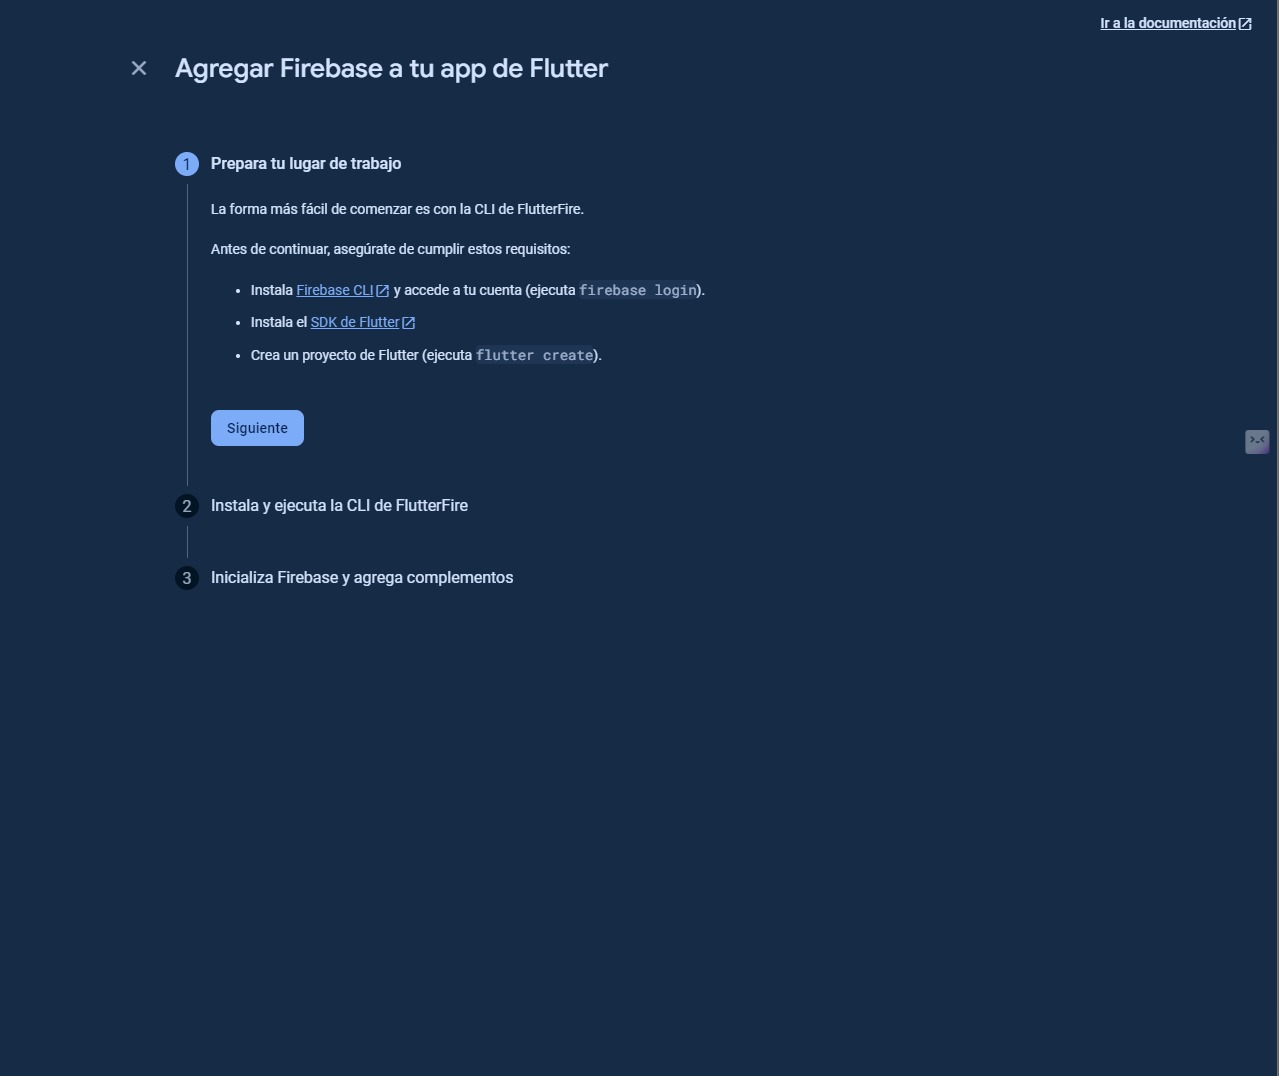 Ir a la documentación
Agregar Firebase a tu app de Flutter
1 Prepara tu lugar de trabajo
La forma más fácil de comenzar es con la CLI de FlutterFire.
Antes de continuar, asegúrate de cumplir estos requisitos:
• Instala Firebase CLI y accede a tu cuenta (ejecuta firebase login).
• Instala el SDK de Flutter
• Crea un proyecto de Flutter (ejecuta flutter create).
Siguiente
2 Instala y ejecuta la CLI de FlutterFire
3 Inicializa Firebase y agrega complementos